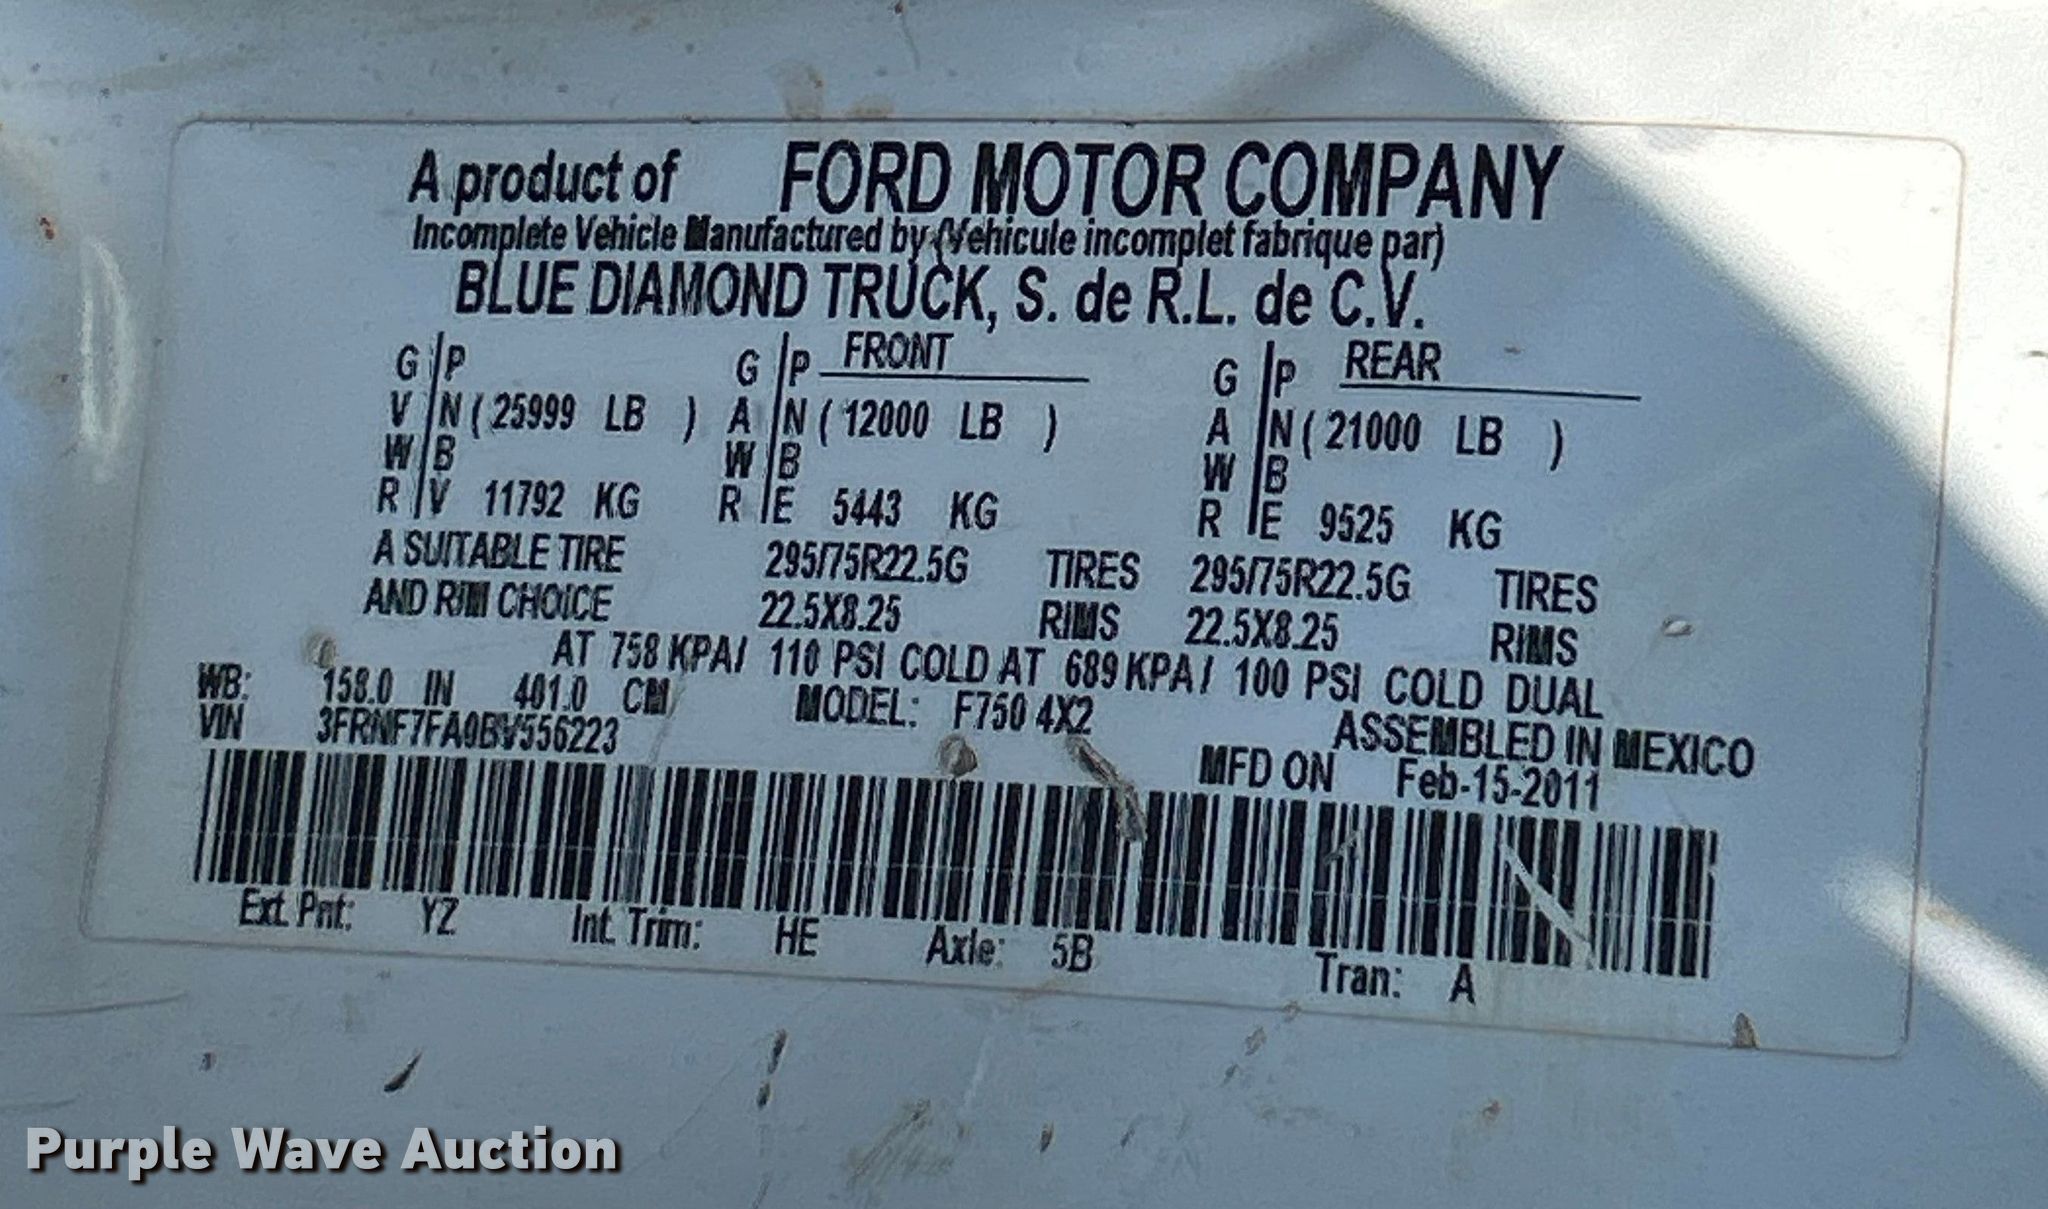 A product of FORD MOTOR COMPANY
Incomplete Vehicle Manufactured by (Vehicule incomplet fabrique par)
BLUE DIAMOND TRUCK, S. de R.L. de C.V.
G P G P FRONT G P REAR
V N ( 25999 LB ) A N ( 12000 LB ) A N ( 21000 LB )
W B W B W B
R V 11792 KG R E 5443 KG R E 9525 KG
A SUITABLE TIRE 295/75R22.5G TIRES 295/75R22.5G TIRES
AND RIM CHOICE 22.5X8.25 RIMS 22.5X8.25 RIMS
AT 758 KPA/ 110 PSI COLD AT 689 KPA/ 100 PSI COLD DUAL
WB: 158.0 IN 401.0 CM MODEL: F750 4X2 ASSEMBLED IN MEXICO
VIN 3FRNF7FA0BV556223 MFD ON Feb-15-2011
Ext. Pnt: YZ Int. Trim: HE Axle: 5B Tran: A
Purple Wave Auction